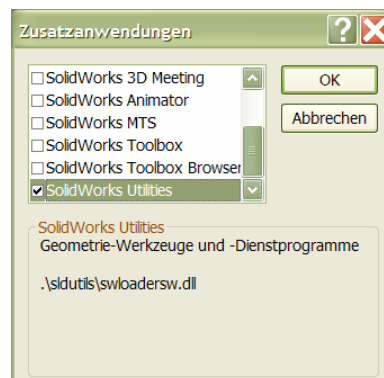 Zusatzanwendungen
SolidWorks 3D Meeting
OK
SolidWorks Animator
SolidWorks MTS
Abbrechen
SolidWorks Toolbox
SolidWorks Toolbox Browser
SolidWorks Utilities
SolidWorks Utilities
Geometrie-Werkzeuge und -Dienstprogramme
.\sldutils\swloadersw.dll